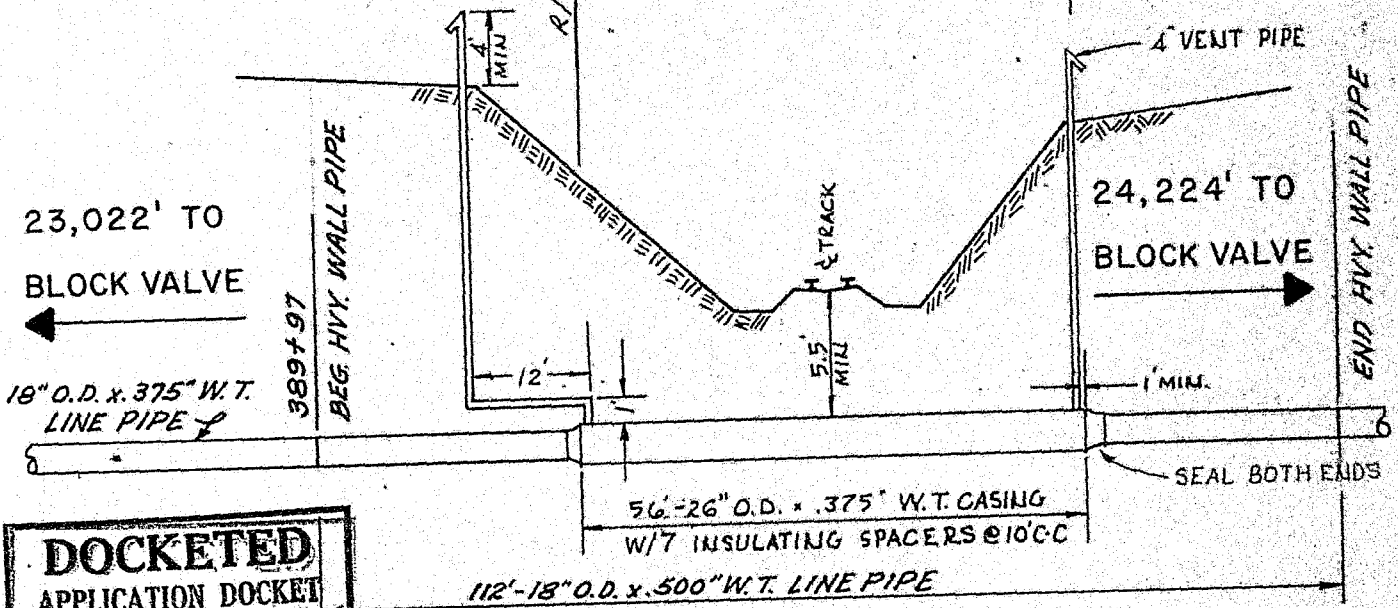 4' MIN
R/
4" VENT PIPE
23,022' TO
BLOCK VALVE
389+97
BEG. HVY. WALL PIPE
℄ TRACK
24,224' TO
BLOCK VALVE
END HVY. WALL PIPE
12'
1'
5.5' MIN
1' MIN.
18" O.D. x .375" W.T.
LINE PIPE
SEAL BOTH ENDS
56'-26" O.D. x .375" W.T. CASING
W/7 INSULATING SPACERS @ 10' C-C
112'-18" O.D. x .500" W.T. LINE PIPE
DOCKETED
APPLICATION DOCKET